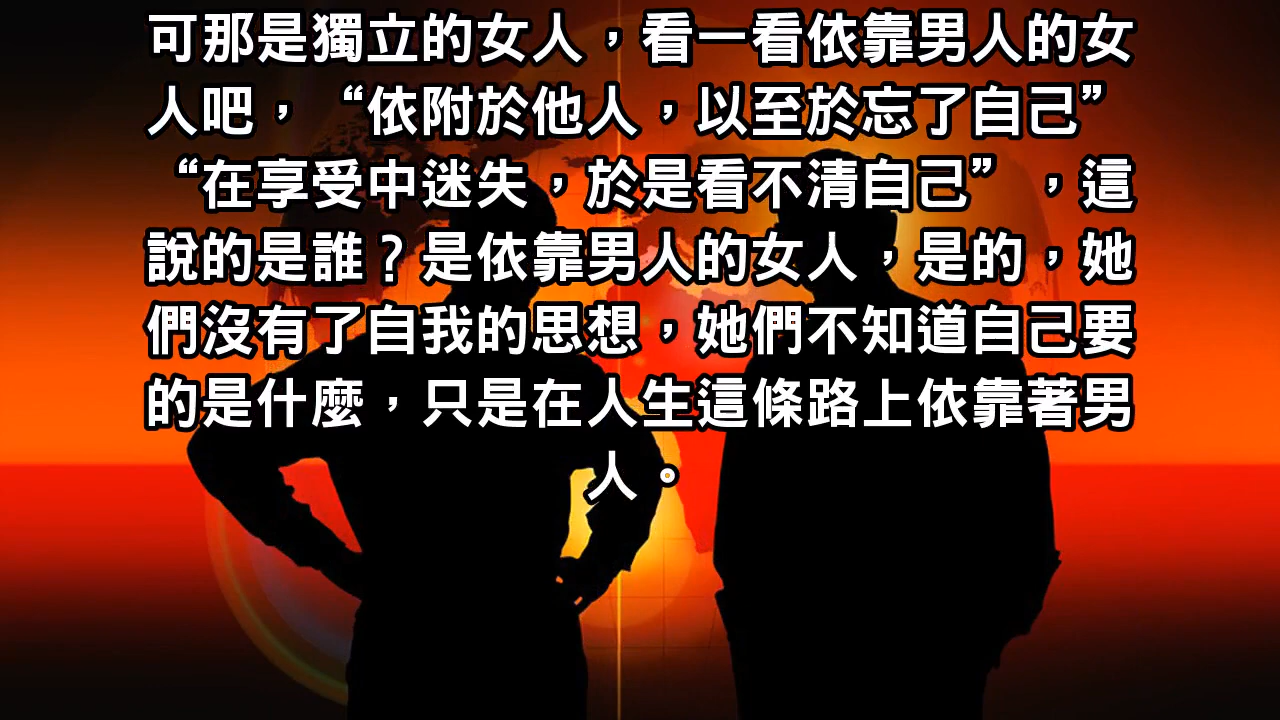 可那是獨立的女人，看一看依靠男人的女
人吧，“依附於他人，以至於忘了自己”
“在享受中迷失，於是看不清自己”，這
說的是誰？是依靠男人的女人，是的，她
們沒有了自我的思想，她們不知道自己要
的是什麼，只是在人生這條路上依靠著男
人。